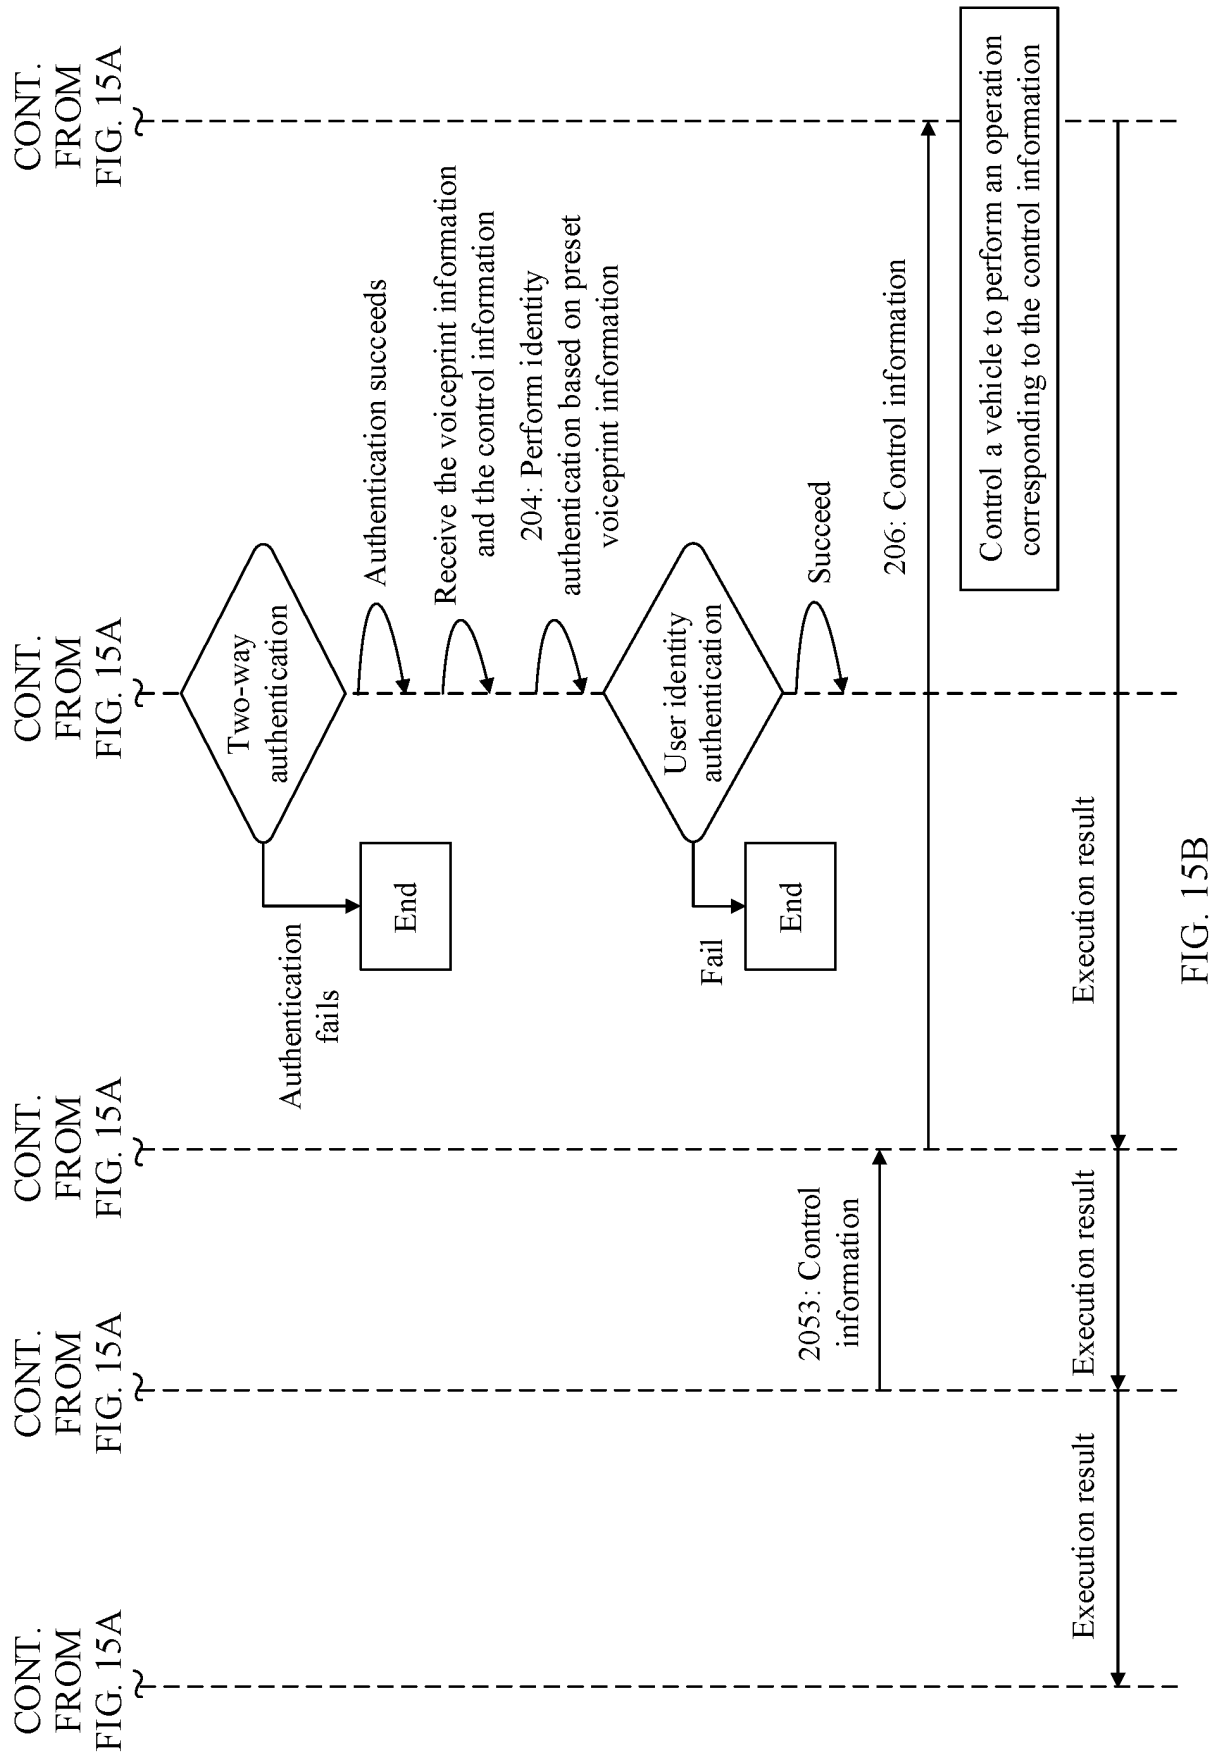 CONT.
FROM
FIG. 15A
CONT.
FROM
FIG. 15A
CONT.
FROM
FIG. 15A
CONT.
FROM
FIG. 15A
CONT.
FROM
FIG. 15A
Two-way
authentication
Authentication
fails
End
Authentication succeeds
Receive the voiceprint information
and the control information
204: Perform identity
authentication based on preset
voiceprint information
User identity
authentication
Fail
End
Succeed
2053: Control
information
206: Control information
Control a vehicle to perform an operation
corresponding to the control information
Execution result
Execution result
Execution result
FIG. 15B